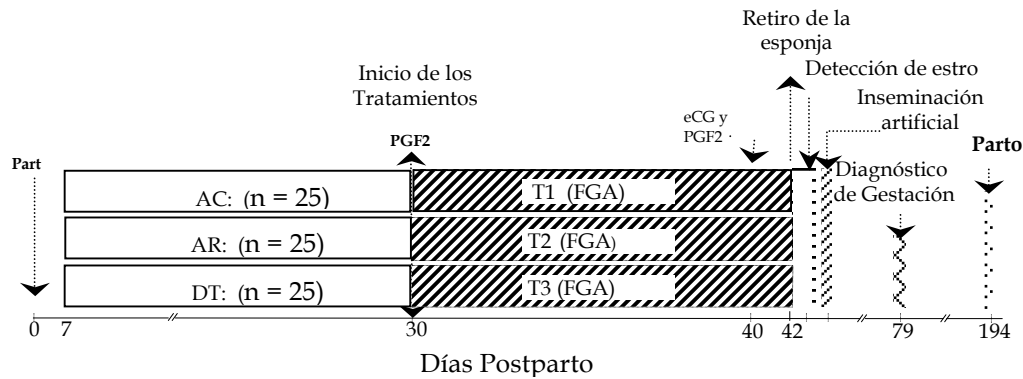 Retiro de la
esponja
Detección de estro
Inicio de los
Tratamientos
Inseminación
artificial
eCG y
PGF2 .
PGF2
Part
Parto
Diagnóstico
de Gestación
AC: (n = 25)
T1 (FGA)
AR: (n = 25)
T2 (FGA)
DT: (n = 25)
T3 (FGA)
0 7 30 40 42 79 194
Días Postparto